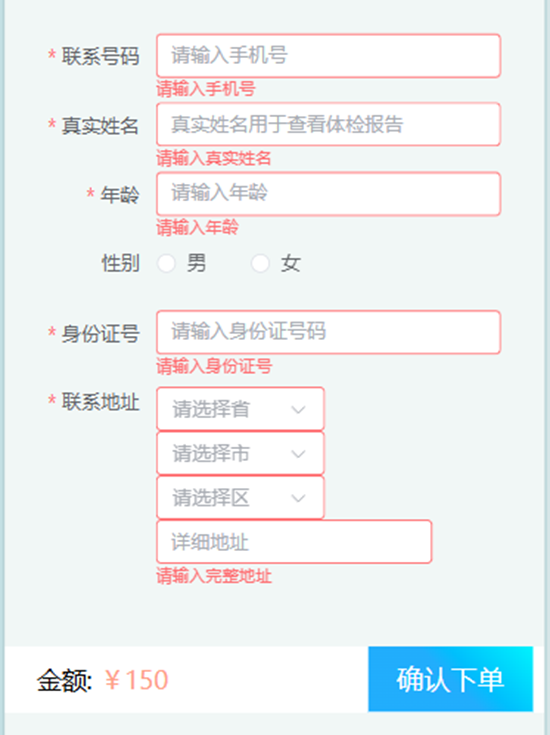 * 联系号码 请输入手机号
请输入手机号
* 真实姓名 真实姓名用于查看体检报告
请输入真实姓名
* 年龄 请输入年龄
请输入年龄
性别 男 女
* 身份证号 请输入身份证号码
请输入身份证号
* 联系地址 请选择省
请选择市
请选择区
详细地址
请输入完整地址
金额: ￥150 确认下单